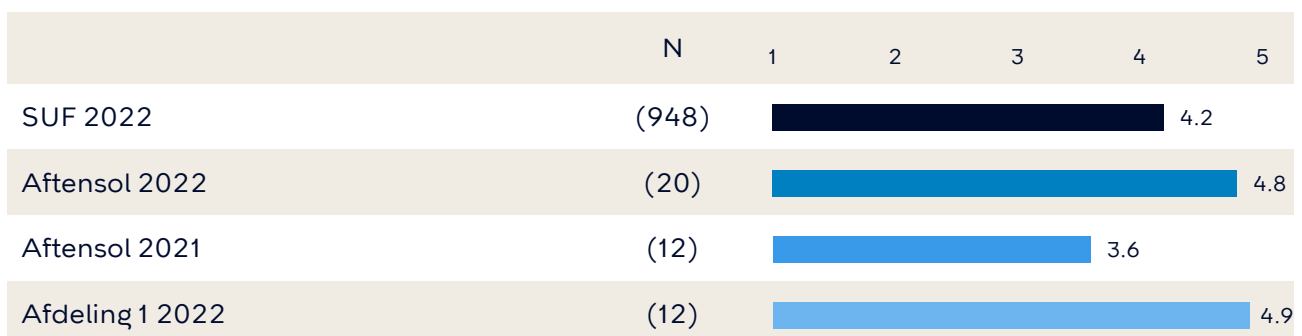 N 1 2 3 4 5
SUF 2022 (948) 4.2
Aftensol 2022 (20) 4.8
Aftensol 2021 (12) 3.6
Afdeling 1 2022 (12) 4.9